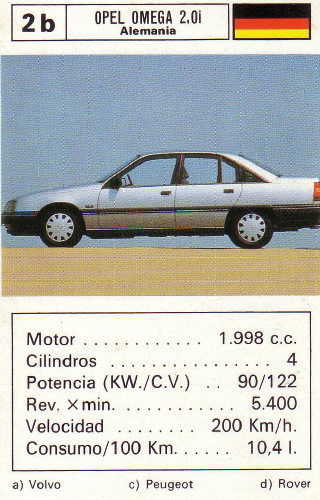 2b
OPEL OMEGA 2.0i
Alemania
Motor . . . . . . . . . . . 1.998 c.c.
Cilindros . . . . . . . . . . . . . . . . 4
Potencia (KW./C.V.) . . 90/122
Rev. × min. . . . . . . . . . . . 5.400
Velocidad . . . . . . . 200 Km/h.
Consumo/100 Km. . . . . . 10,4 l.
a) Volvo c) Peugeot d) Rover